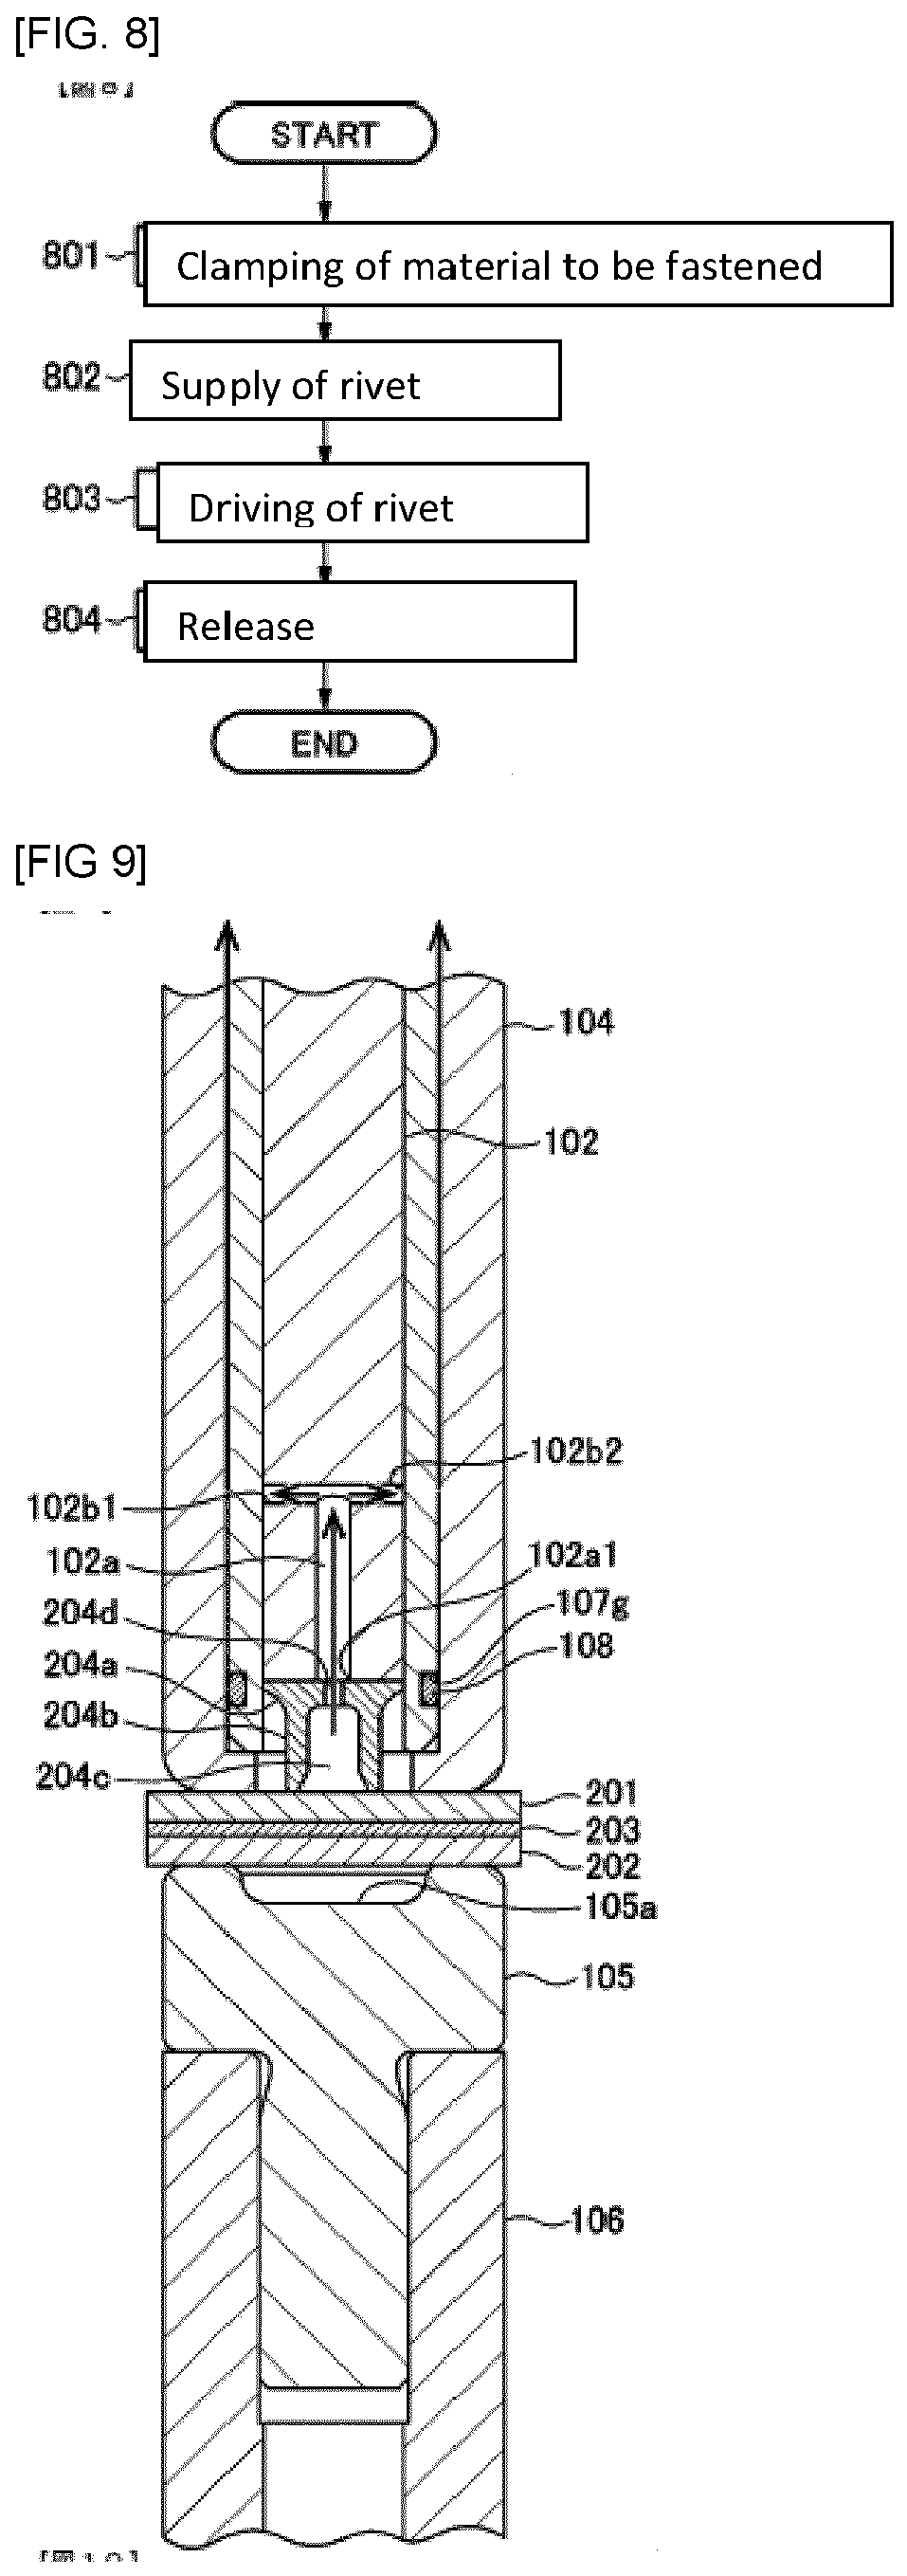 [FIG. 8]
START
801
Clamping of material to be fastened
802
Supply of rivet
803
Driving of rivet
804
Release
END
[FIG 9]
104
102
102b2
102b1
102a
102a1
204d
107g
204a
108
204b
204c
201
203
202
105a
105
106